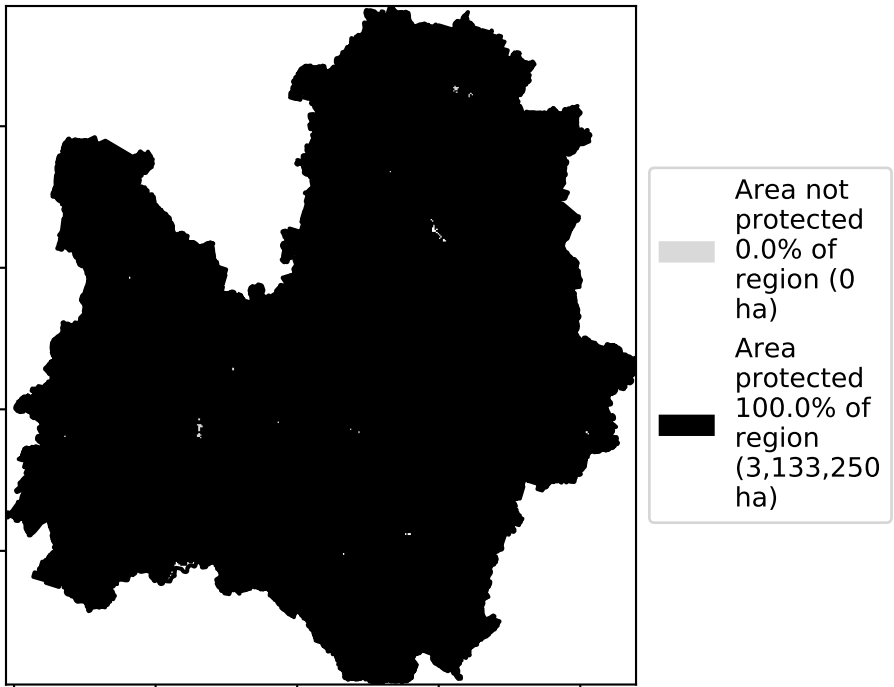 Area not
protected
0.0% of
region (0
ha)
Area
protected
100.0% of
region
(3,133,250
ha)